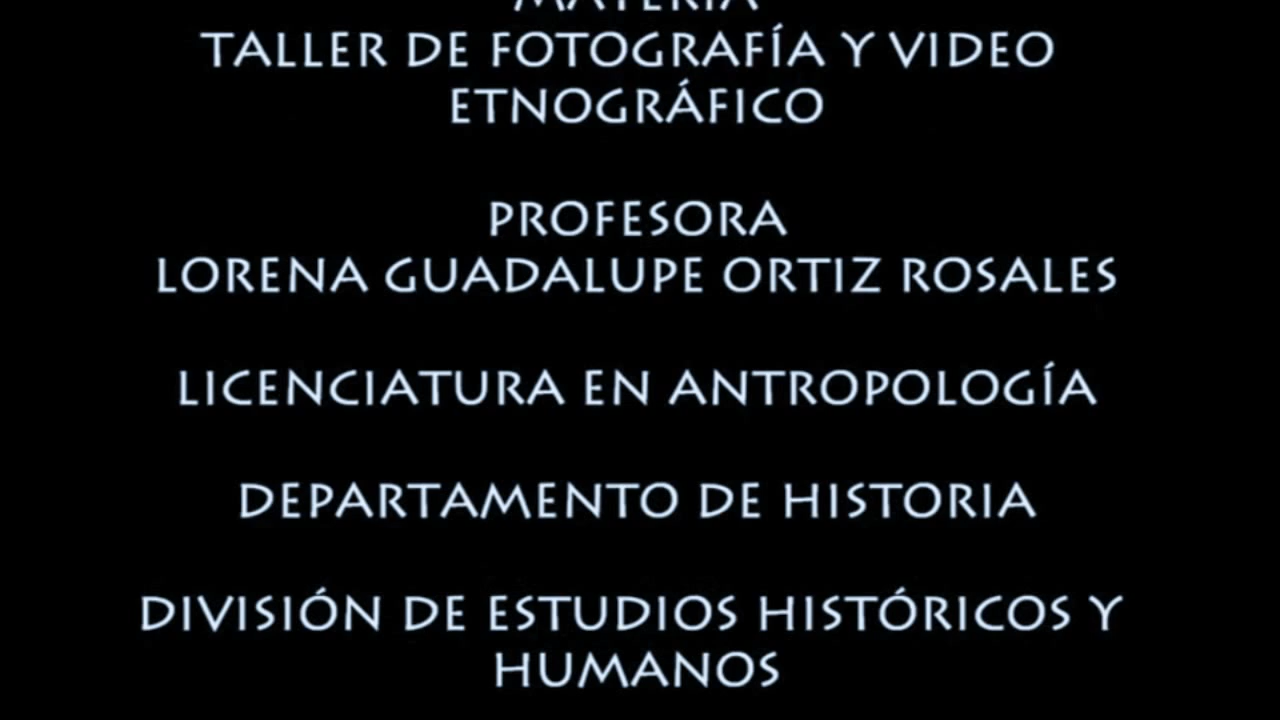 MATERIA
TALLER DE FOTOGRAFÍA Y VIDEO
ETNOGRÁFICO
PROFESORA
LORENA GUADALUPE ORTIZ ROSALES
LICENCIATURA EN ANTROPOLOGÍA
DEPARTAMENTO DE HISTORIA
DIVISIÓN DE ESTUDIOS HISTÓRICOS Y
HUMANOS